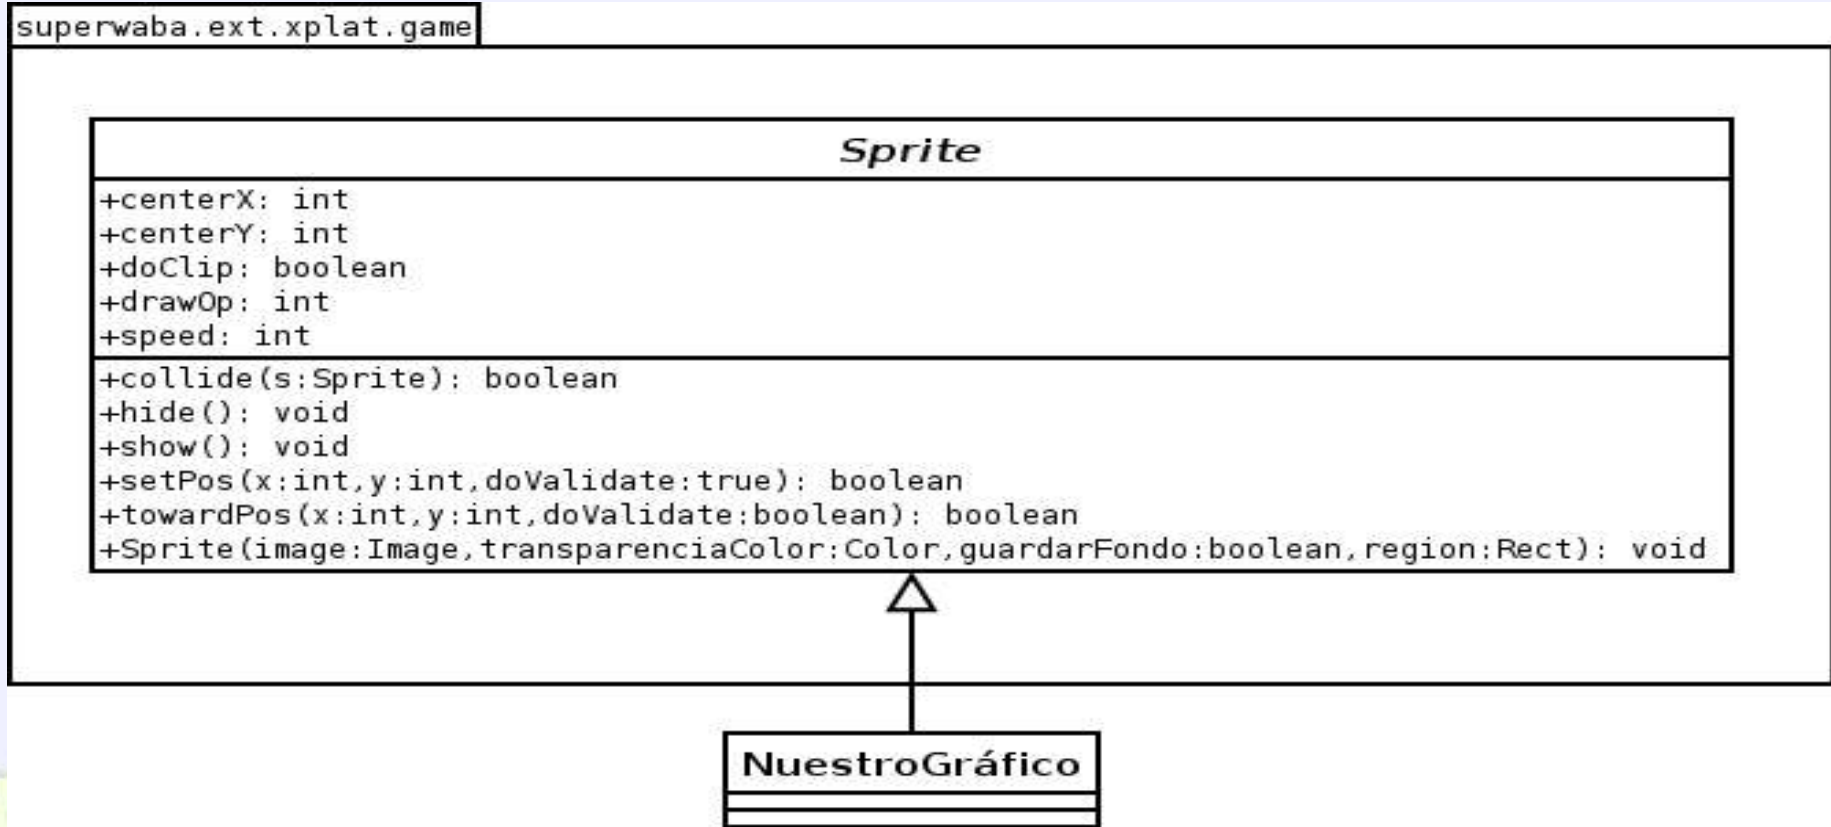 superwaba.ext.xplat.game
Sprite
+centerX: int
+centerY: int
+doClip: boolean
+drawOp: int
+speed: int
+collide(s:Sprite): boolean
+hide(): void
+show(): void
+setPos(x:int,y:int,doValidate:true): boolean
+towardPos(x:int,y:int,doValidate:boolean): boolean
+Sprite(image:Image,transparenciaColor:Color,guardarFondo:boolean,region:Rect): void
NuestroGráfico